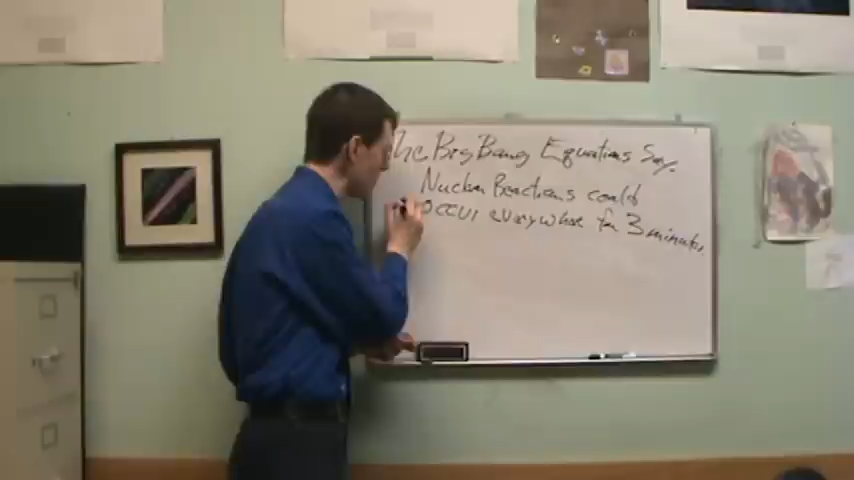 The Big Bang Equations Say.
Nuclear Reactions could
occur everywhere for 3 minutes.